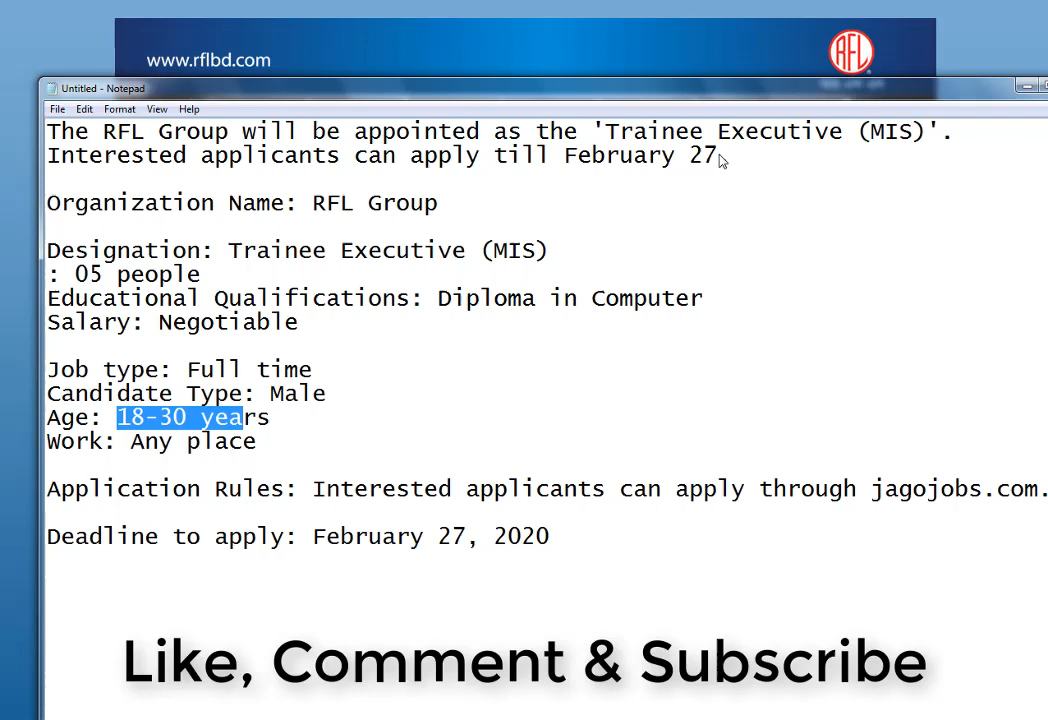 www.rflbd.com
RFL
Untitled - Notepad
File Edit Format View Help
The RFL Group will be appointed as the 'Trainee Executive (MIS)'.
Interested applicants can apply till February 27
Organization Name: RFL Group
Designation: Trainee Executive (MIS)
: 05 people
Educational Qualifications: Diploma in Computer
Salary: Negotiable
Job type: Full time
Candidate Type: Male
Age: 18-30 years
Work: Any place
Application Rules: Interested applicants can apply through jagojobs.com.
Deadline to apply: February 27, 2020
Like, Comment & Subscribe